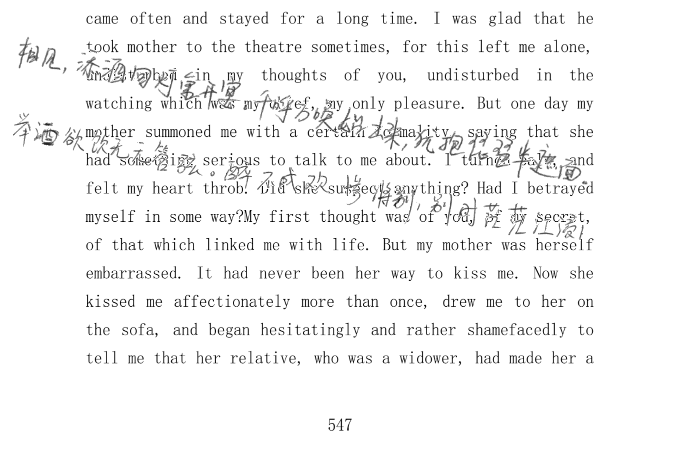 came often and stayed for a long time. I was glad that he
took mother to the theatre sometimes, for this left me alone,
相见,添酒回灯重开宴。千呼万唤始出来,犹抱琵琶半遮面。
undisturbed in my thoughts of you, undisturbed in the
watching which was my chief, my only pleasure. But one day my
举酒欲饮无管弦。醉不成欢惨将别,别时茫茫江浸
mother summoned me with a certain formality, saying that she
had something serious to talk to me about. I turned pale, and
felt my heart throb. Did she suspect anything? Had I betrayed
myself in some way?My first thought was of you, of my secret,
of that which linked me with life. But my mother was herself
embarrassed. It had never been her way to kiss me. Now she
kissed me affectionately more than once, drew me to her on
the sofa, and began hesitatingly and rather shamefacedly to
tell me that her relative, who was a widower, had made her a
547